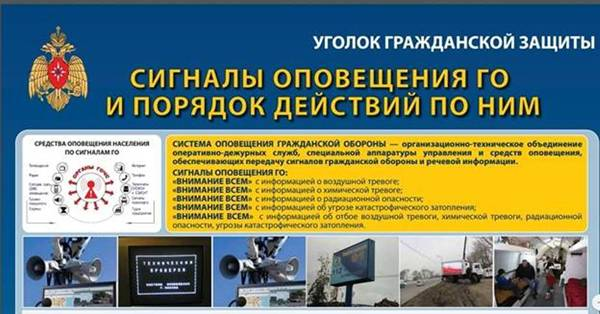 УГОЛОК ГРАЖДАНСКОЙ ЗАЩИТЫ
СИГНАЛЫ ОПОВЕЩЕНИЯ ГО
И ПОРЯДОК ДЕЙСТВИЙ ПО НИМ
СРЕДСТВА ОПОВЕЩЕНИЯ НАСЕЛЕНИЯ
ПО СИГНАЛАМ ГО
ОРГАНЫ ГОЧС
СИСТЕМА ОПОВЕЩЕНИЯ ГРАЖДАНСКОЙ ОБОРОНЫ — организационно-техническое объединение
оперативно-дежурных служб, специальной аппаратуры управления и средств оповещения,
обеспечивающих передачу сигналов гражданской обороны и речевой информации.
СИГНАЛЫ ОПОВЕЩЕНИЯ ГО:
«ВНИМАНИЕ ВСЕМ» с информацией о воздушной тревоге;
«ВНИМАНИЕ ВСЕМ» с информацией о химической тревоге;
«ВНИМАНИЕ ВСЕМ» с информацией о радиационной опасности;
«ВНИМАНИЕ ВСЕМ» с информацией об угрозе катастрофического затопления;
«ВНИМАНИЕ ВСЕМ» с информацией об отбое воздушной тревоги, химической тревоги, радиационной
опасности, угрозы катастрофического затопления.
ТЕХНИЧЕСКАЯ
ПРОВЕРКА